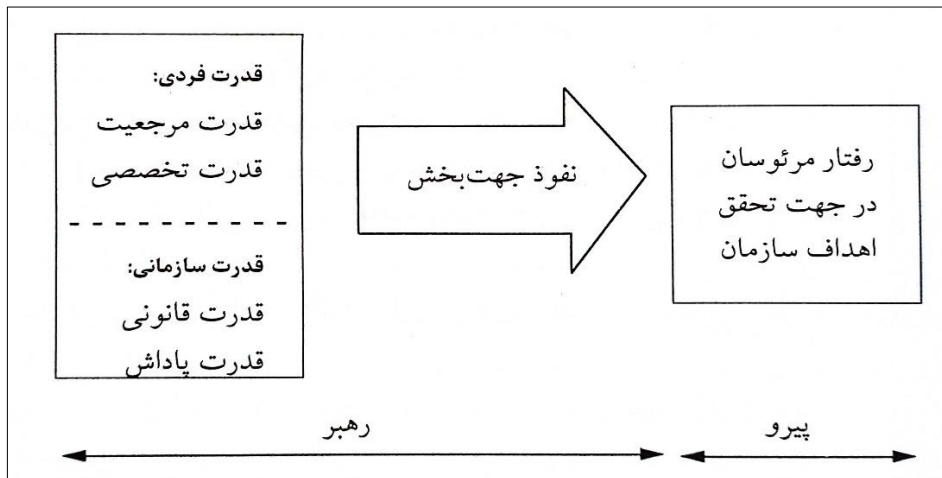 قدرت فردی:
قدرت مرجعیت
قدرت تخصصی
قدرت سازمانی:
قدرت قانونی
قدرت پاداش
نفوذ جهت‌بخش
رفتار مرئوسان
در جهت تحقق
اهداف سازمان
رهبر
پیرو